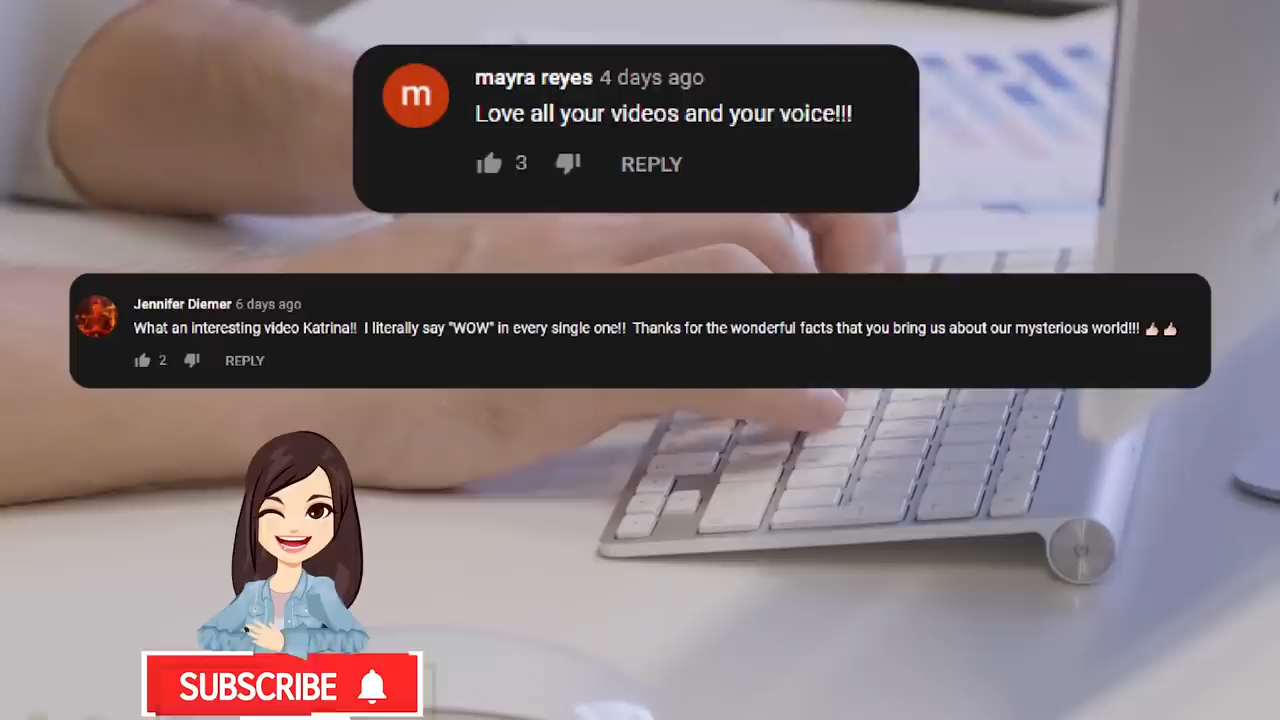 mayra reyes 4 days ago
Love all your videos and your voice!!!
3 REPLY
Jennifer Diemer 6 days ago
What an interesting video Katrina!! I literally say "WOW" in every single one!! Thanks for the wonderful facts that you bring us about our mysterious world!!! 👍🏻👍🏻
2 REPLY
SUBSCRIBE